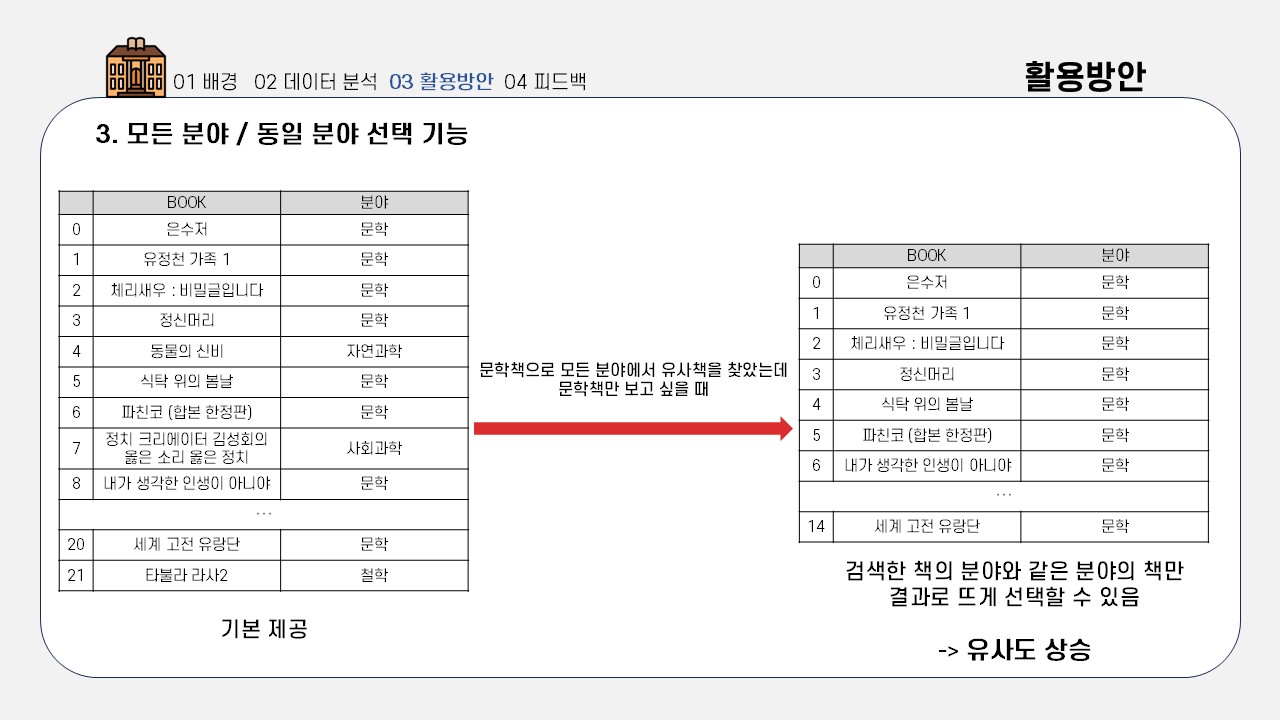 01 배경 02 데이터 분석 03 활용방안 04 피드백
활용방안
3. 모든 분야 / 동일 분야 선택 기능
BOOK 분야
0 은수저 문학
1 유정천 가족 1 문학
2 체리새우 : 비밀글입니다 문학
3 정신머리 문학
4 동물의 신비 자연과학
5 식탁 위의 봄날 문학
6 파친코 (합본 한정판) 문학
7 정치 크리에이터 김성회의 사회과학
옳은 소리 옳은 정치
8 내가 생각한 인생이 아니야 문학
...
20 세계 고전 유랑단 문학
21 타불라 라사2 철학
기본 제공
문학책으로 모든 분야에서 유사책을 찾았는데
문학책만 보고 싶을 때
BOOK 분야
0 은수저 문학
1 유정천 가족 1 문학
2 체리새우 : 비밀글입니다 문학
3 정신머리 문학
4 식탁 위의 봄날 문학
5 파친코 (합본 한정판) 문학
6 내가 생각한 인생이 아니야 문학
...
14 세계 고전 유랑단 문학
검색한 책의 분야와 같은 분야의 책만
결과로 뜨게 선택할 수 있음
-> 유사도 상승